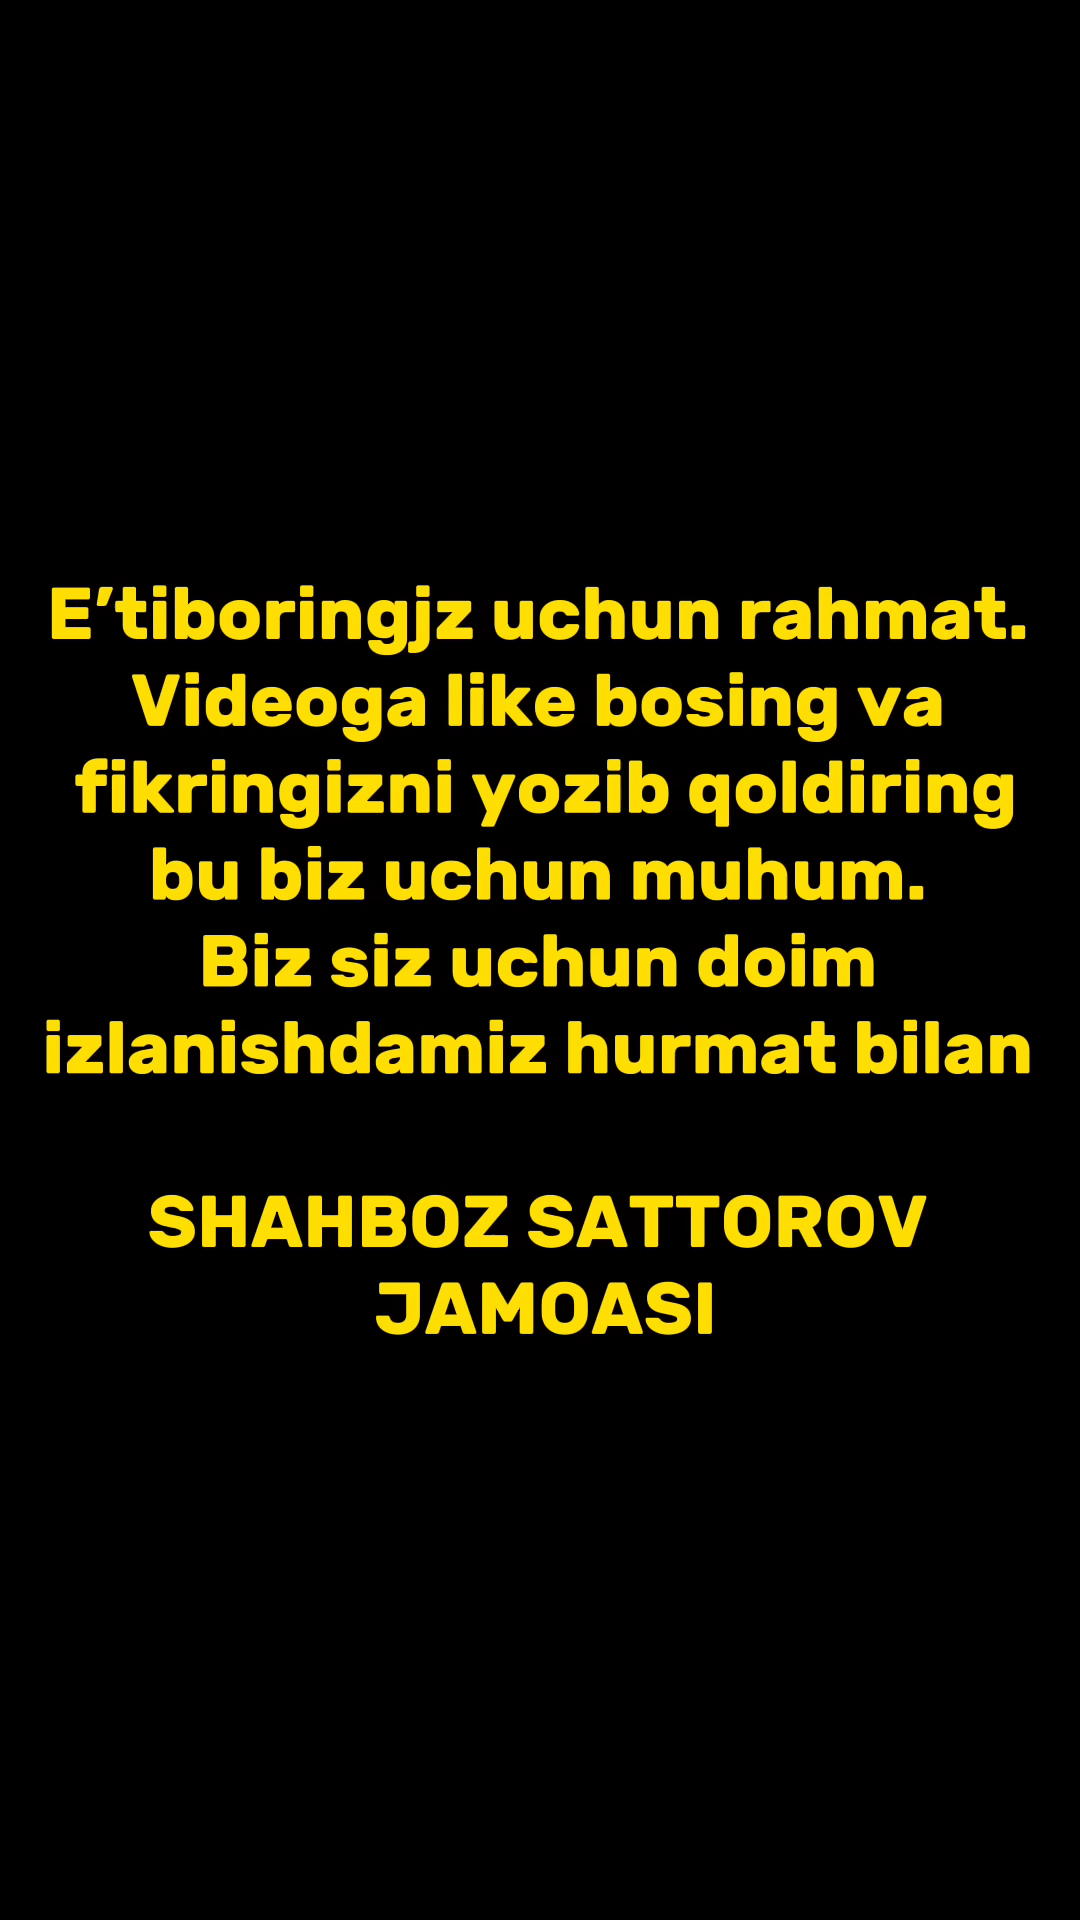 E’tiboringjz uchun rahmat.
Videoga like bosing va
fikringizni yozib qoldiring
bu biz uchun muhum.
Biz siz uchun doim
izlanishdamiz hurmat bilan
SHAHBOZ SATTOROV
JAMOASI